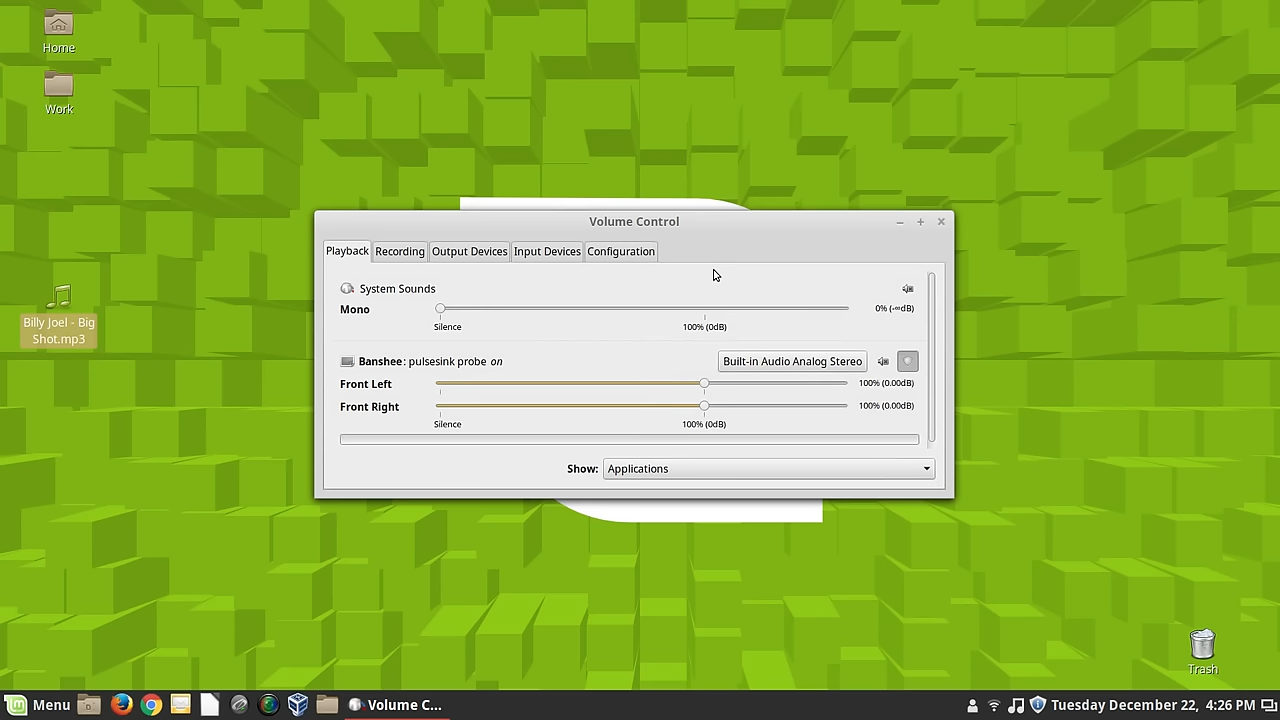 Home
Work
Billy Joel - Big
Shot.mp3
Volume Control
Playback Recording Output Devices Input Devices Configuration
System Sounds
Mono 0% (-∞dB)
Silence 100% (0dB)
Banshee: pulsesink probe on Built-in Audio Analog Stereo
Front Left 100% (0.00dB)
Front Right 100% (0.00dB)
Silence 100% (0dB)
Show: Applications
Trash
Menu Volume C... Tuesday December 22, 4:26 PM